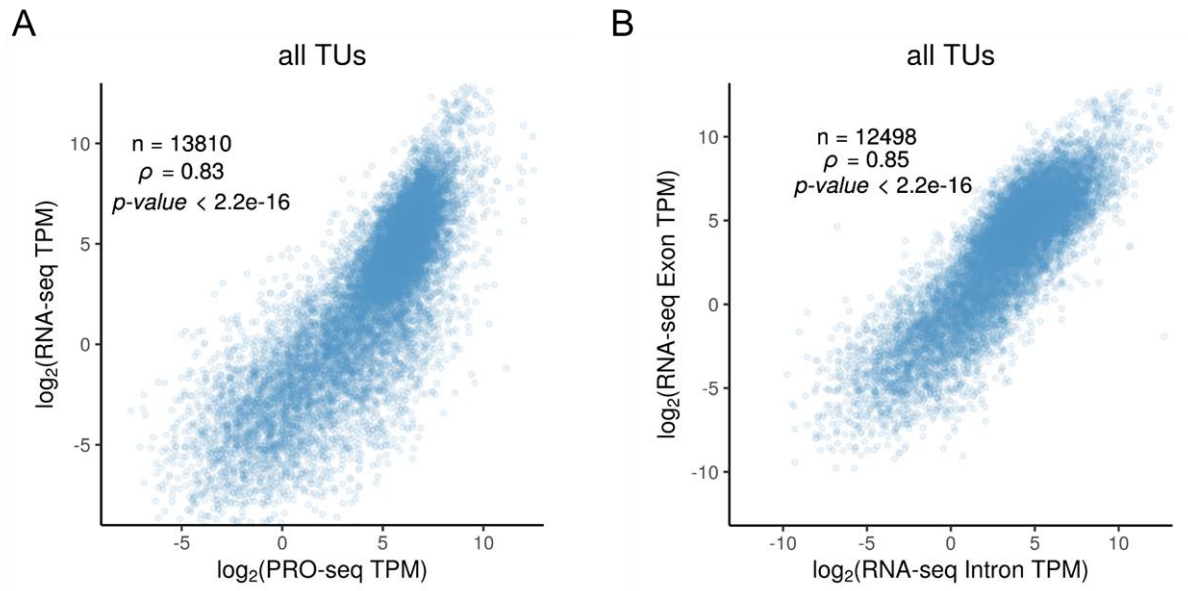 A
all TUs
n = 13810
ρ = 0.83
p-value < 2.2e-16
log₂(RNA-seq TPM)
10
5
0
-5
-5 0 5 10
log₂(PRO-seq TPM)
B
all TUs
n = 12498
ρ = 0.85
p-value < 2.2e-16
log₂(RNA-seq Exon TPM)
10
5
0
-5
-10
-10 -5 0 5 10
log₂(RNA-seq Intron TPM)